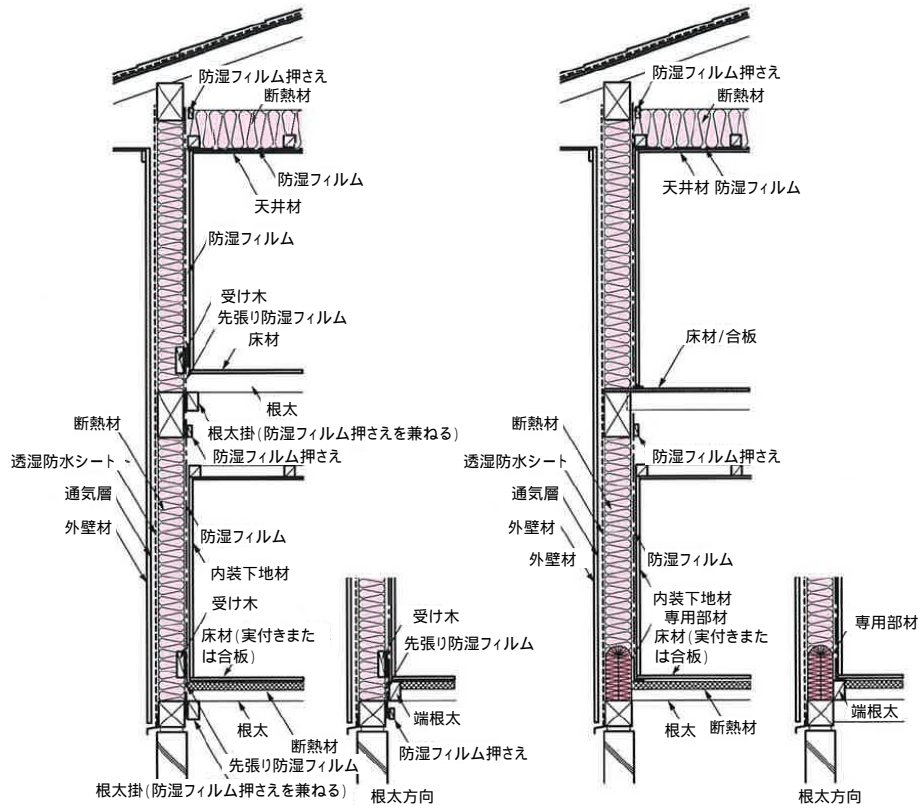 防湿フィルム押さえ
断熱材
防湿フィルム
天井材
防湿フィルム
受け木
先張り防湿フィルム
床材
根太
断熱材
根太掛(防湿フィルム押さえを兼ねる)
防湿フィルム押さえ
透湿防水シート
通気層
外壁材
防湿フィルム
内装下地材
受け木
床材(実付きまた
は合板)
根太
断熱材
先張り防湿フィルム
根太掛(防湿フィルム押さえを兼ねる)
受け木
先張り防湿フィルム
端根太
防湿フィルム押さえ
根太方向
防湿フィルム押さえ
断熱材
天井材 防湿フィルム
床材/合板
断熱材
防湿フィルム押さえ
透湿防水シート
通気層
外壁材
外壁材
防湿フィルム
内装下地材
専用部材
床材(実付きまた
は合板)
根太
断熱材
専用部材
端根太
根太方向